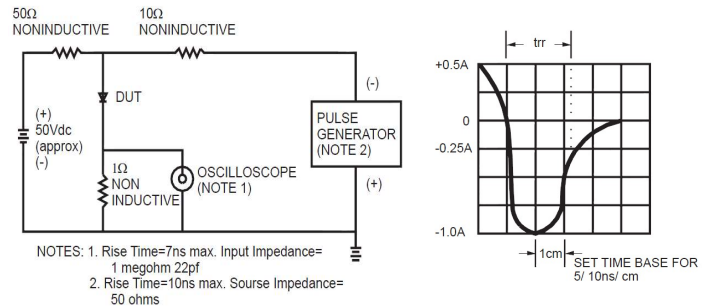 50Ω
NONINDUCTIVE
10Ω
NONINDUCTIVE
(+)
50Vdc
(approx)
(-)
DUT
1Ω
NON
INDUCTIVE
OSCILLOSCOPE
(NOTE 1)
(-)
PULSE
GENERATOR
(NOTE 2)
(+)
NOTES: 1. Rise Time=7ns max. Input Impedance=
1 megohm 22pf
2. Rise Time=10ns max. Sourse Impedance=
50 ohms
trr
+0.5A
0
-0.25A
-1.0A
1cm
SET TIME BASE FOR
5/ 10ns/ cm